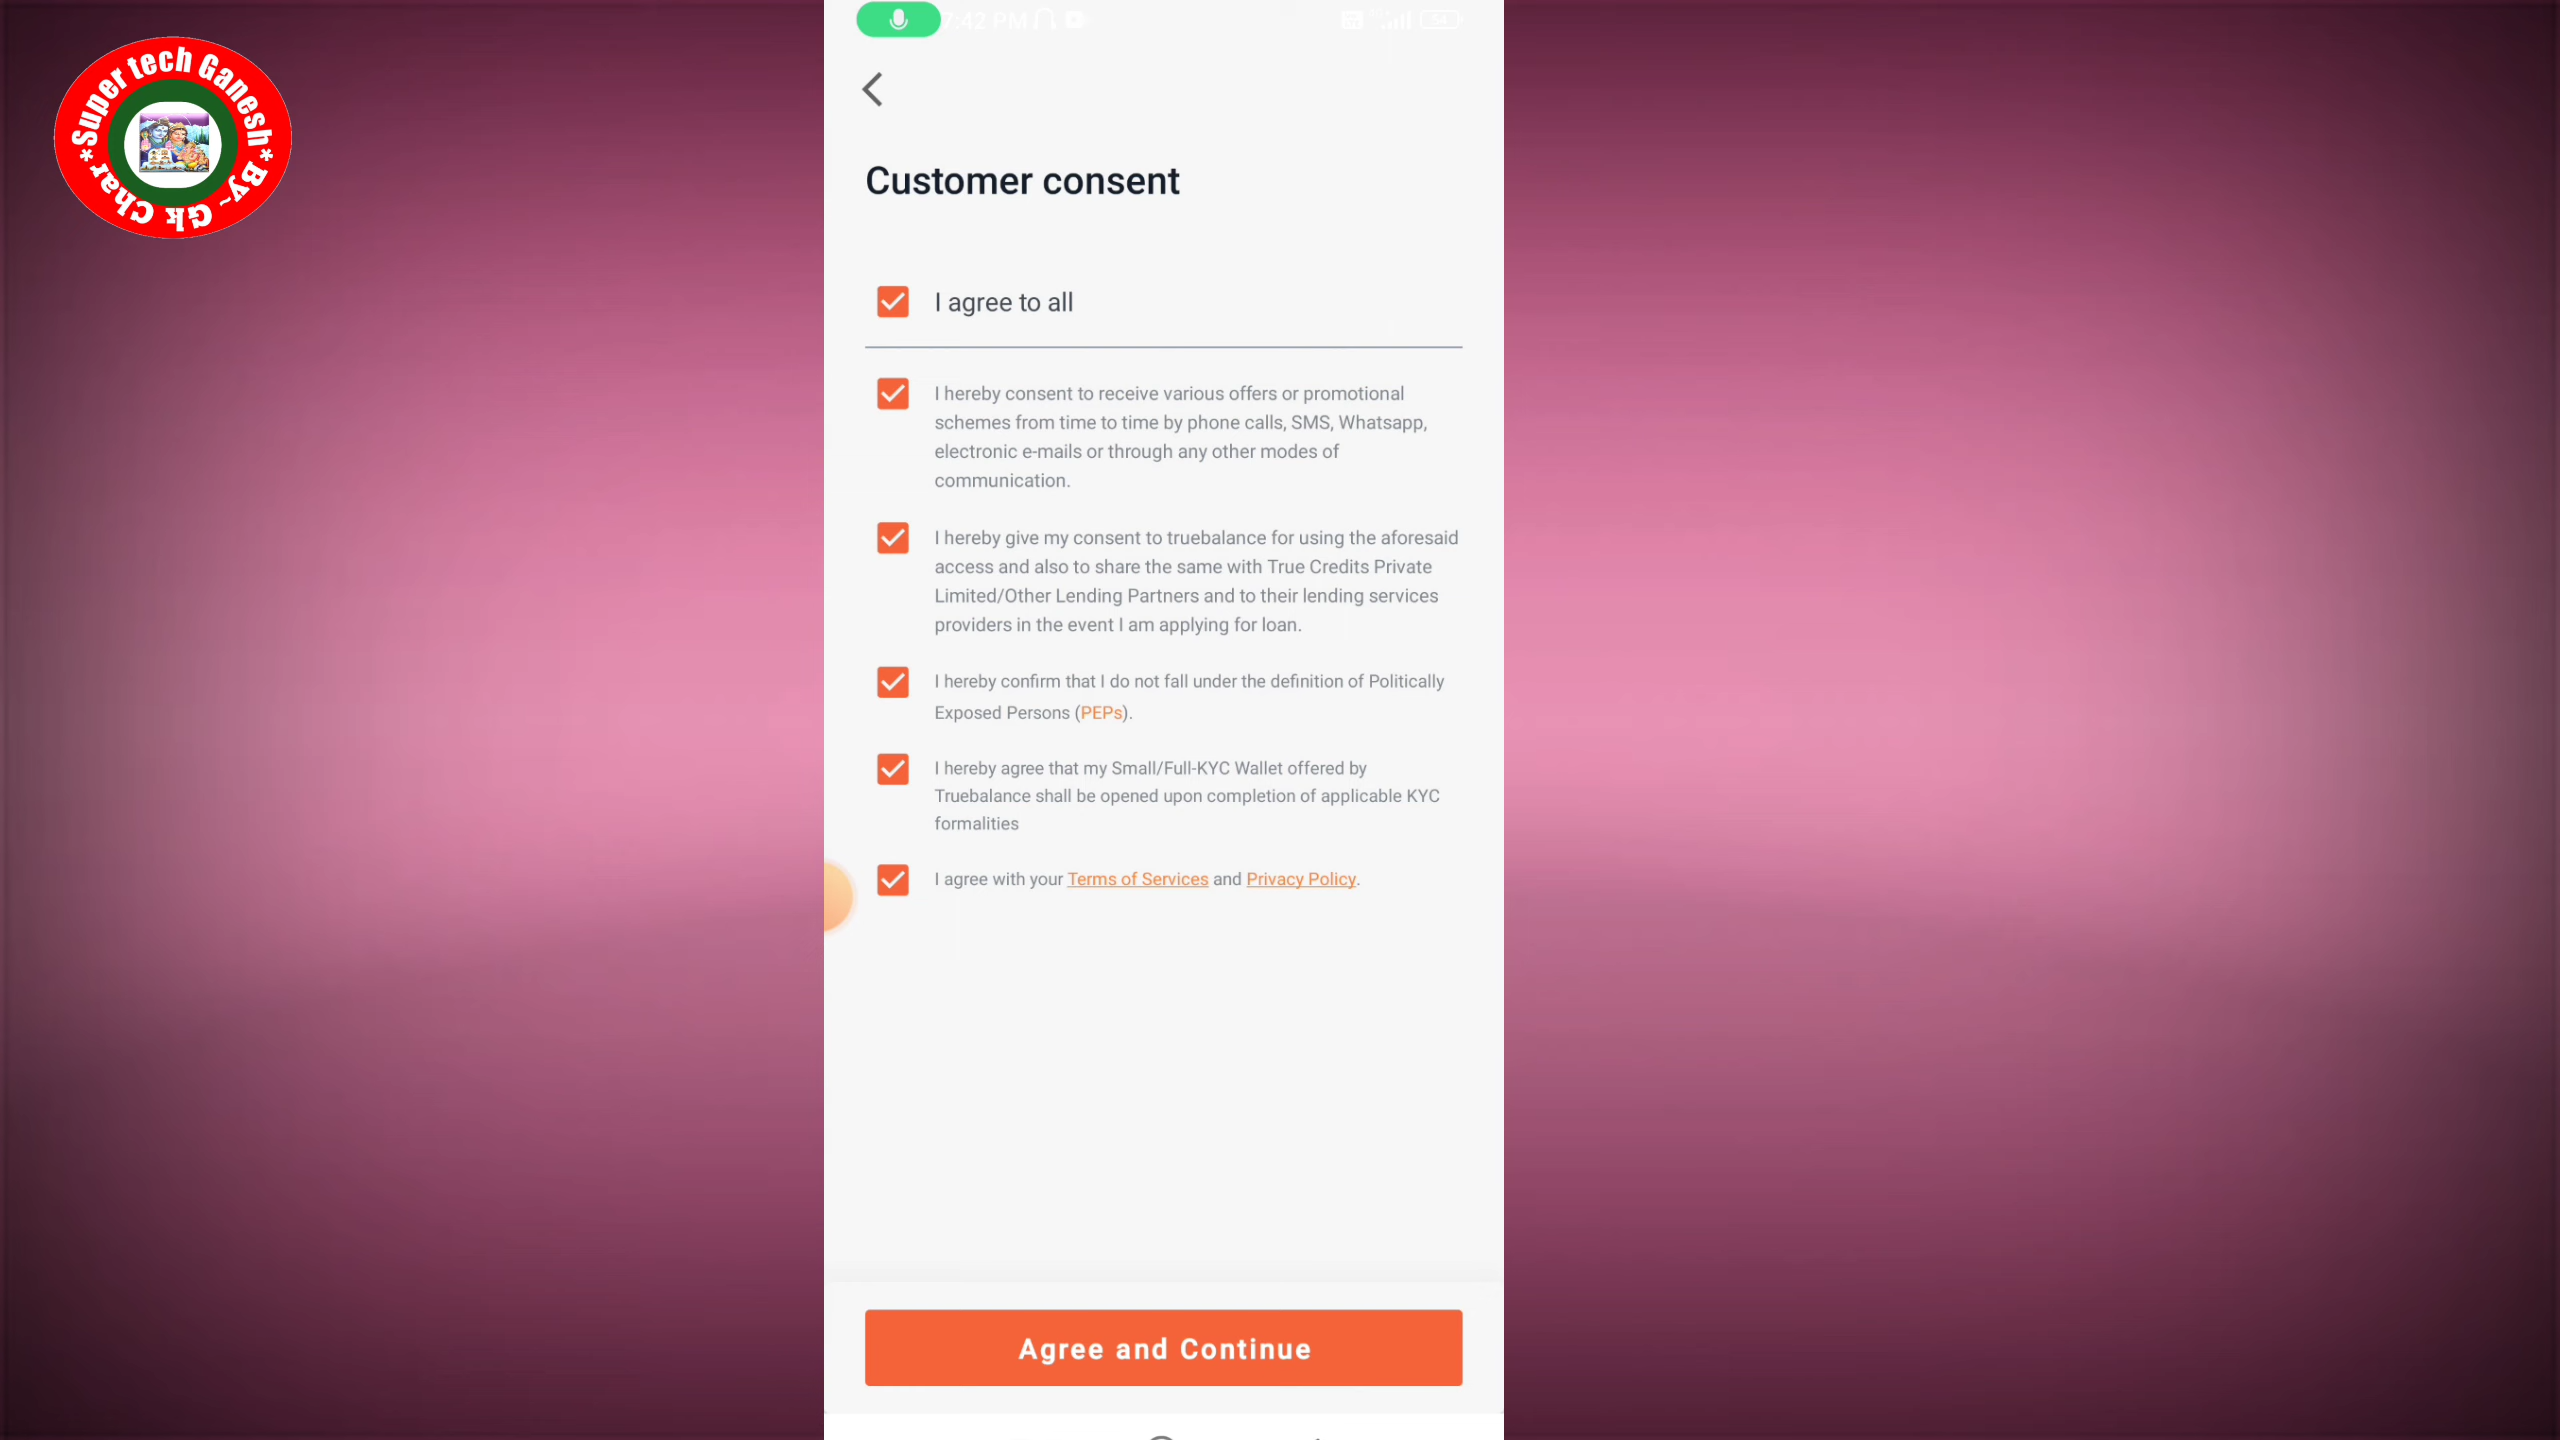 *Super tech Ganesh*
By~ Gk Char
7:42 PM
54
Customer consent
I agree to all
I hereby consent to receive various offers or promotional
schemes from time to time by phone calls, SMS, Whatsapp,
electronic e-mails or through any other modes of
communication.
I hereby give my consent to truebalance for using the aforesaid
access and also to share the same with True Credits Private
Limited/Other Lending Partners and to their lending services
providers in the event I am applying for loan.
I hereby confirm that I do not fall under the definition of Politically
Exposed Persons (PEPs).
I hereby agree that my Small/Full-KYC Wallet offered by
Truebalance shall be opened upon completion of applicable KYC
formalities
I agree with your Terms of Services and Privacy Policy.
Agree and Continue